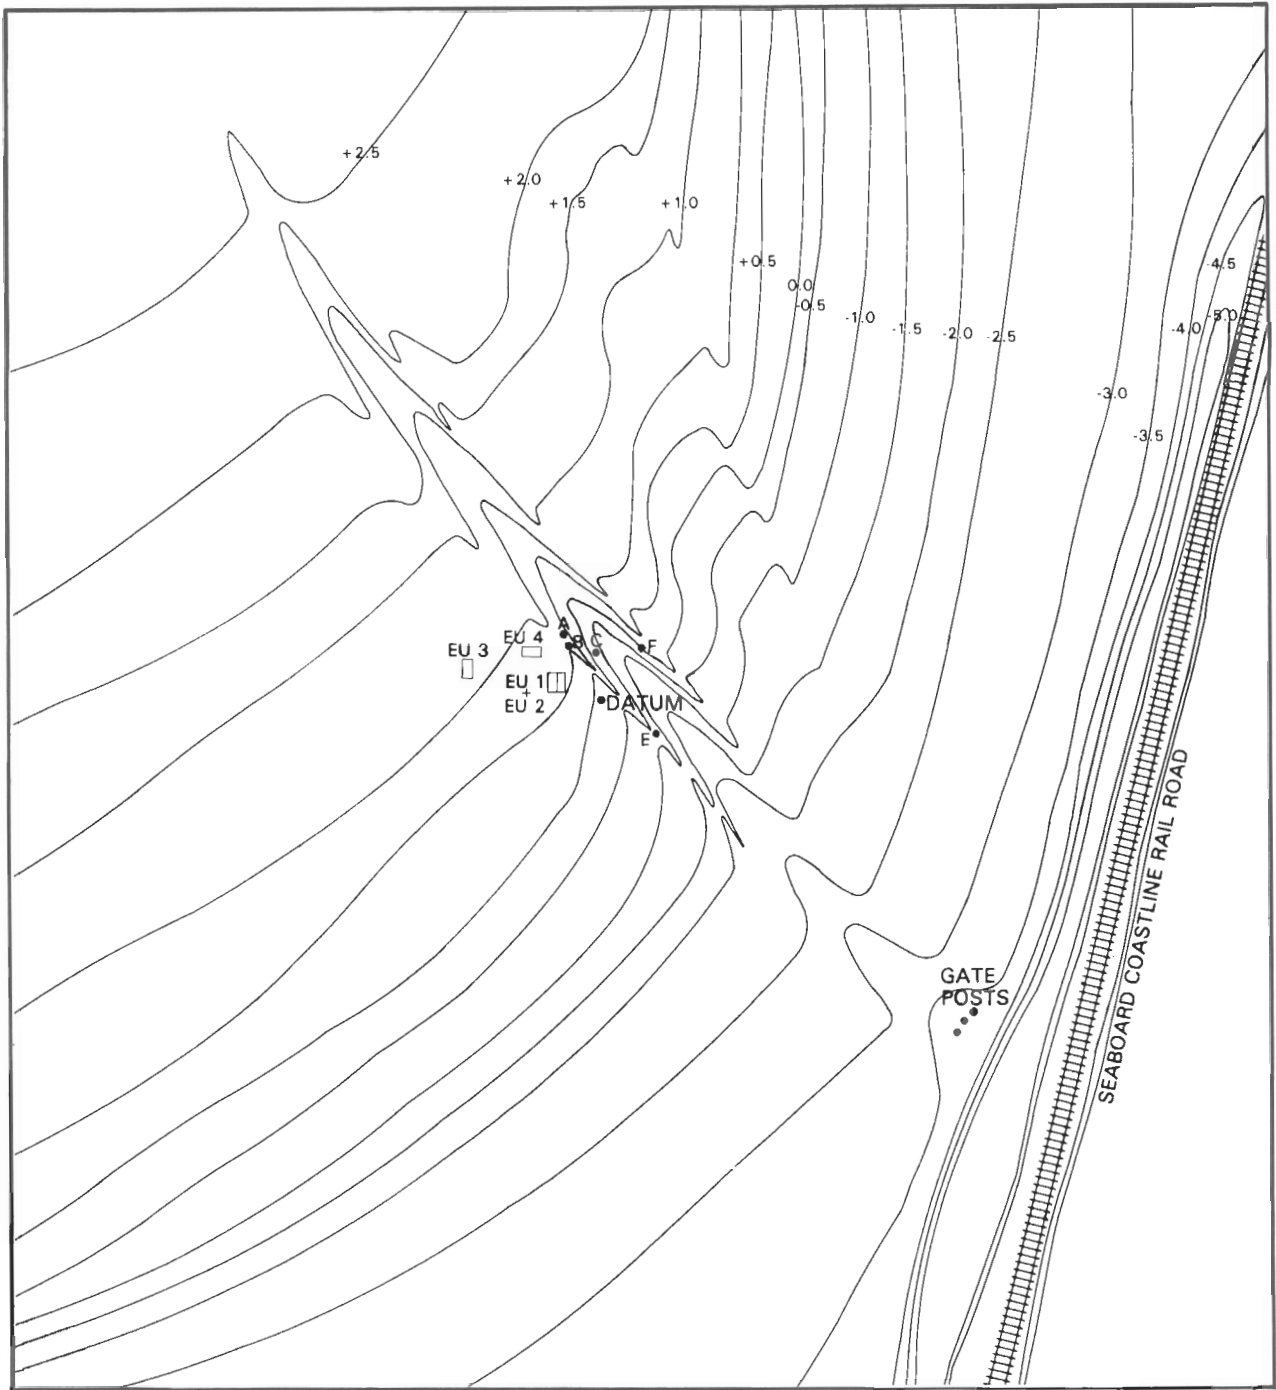 +2.5
+2.0
+1.5
+1.0
+0.5
0.0
-0.5
-1.0
-1.5
-2.0
-2.5
-3.0
-3.5
-4.0
-4.5
-5.0
A
B
C
EU 4
EU 3
F
EU 1
EU 2
DATUM
E
GATE
POSTS
SEABOARD COASTLINE RAIL ROAD